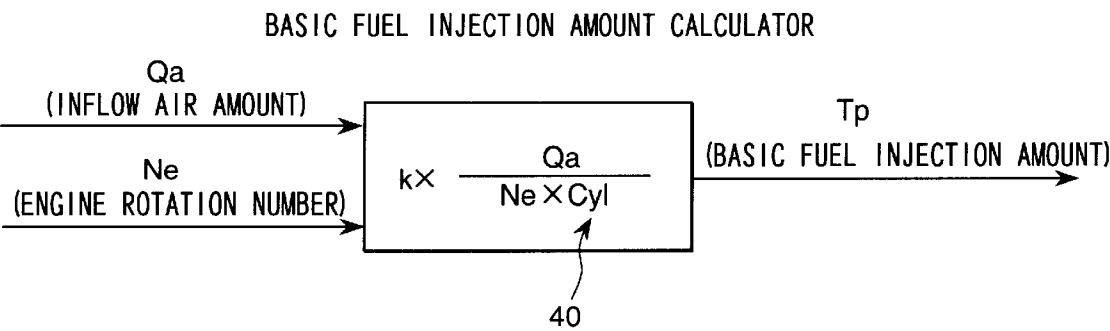 BASIC FUEL INJECTION AMOUNT CALCULATOR
Qa
(INFLOW AIR AMOUNT)
Ne
(ENGINE ROTATION NUMBER)
k× Qa
Ne×Cyl
Tp
(BASIC FUEL INJECTION AMOUNT)
40